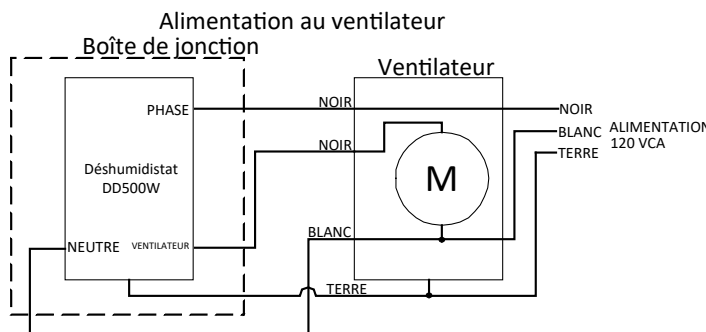 Alimentation au ventilateur
Boîte de jonction
Ventilateur
PHASE
NOIR
NOIR
BLANC
ALIMENTATION
120 VCA
TERRE
NOIR
Déshumidistat
DD500W
M
NEUTRE
VENTILATEUR
BLANC
TERRE